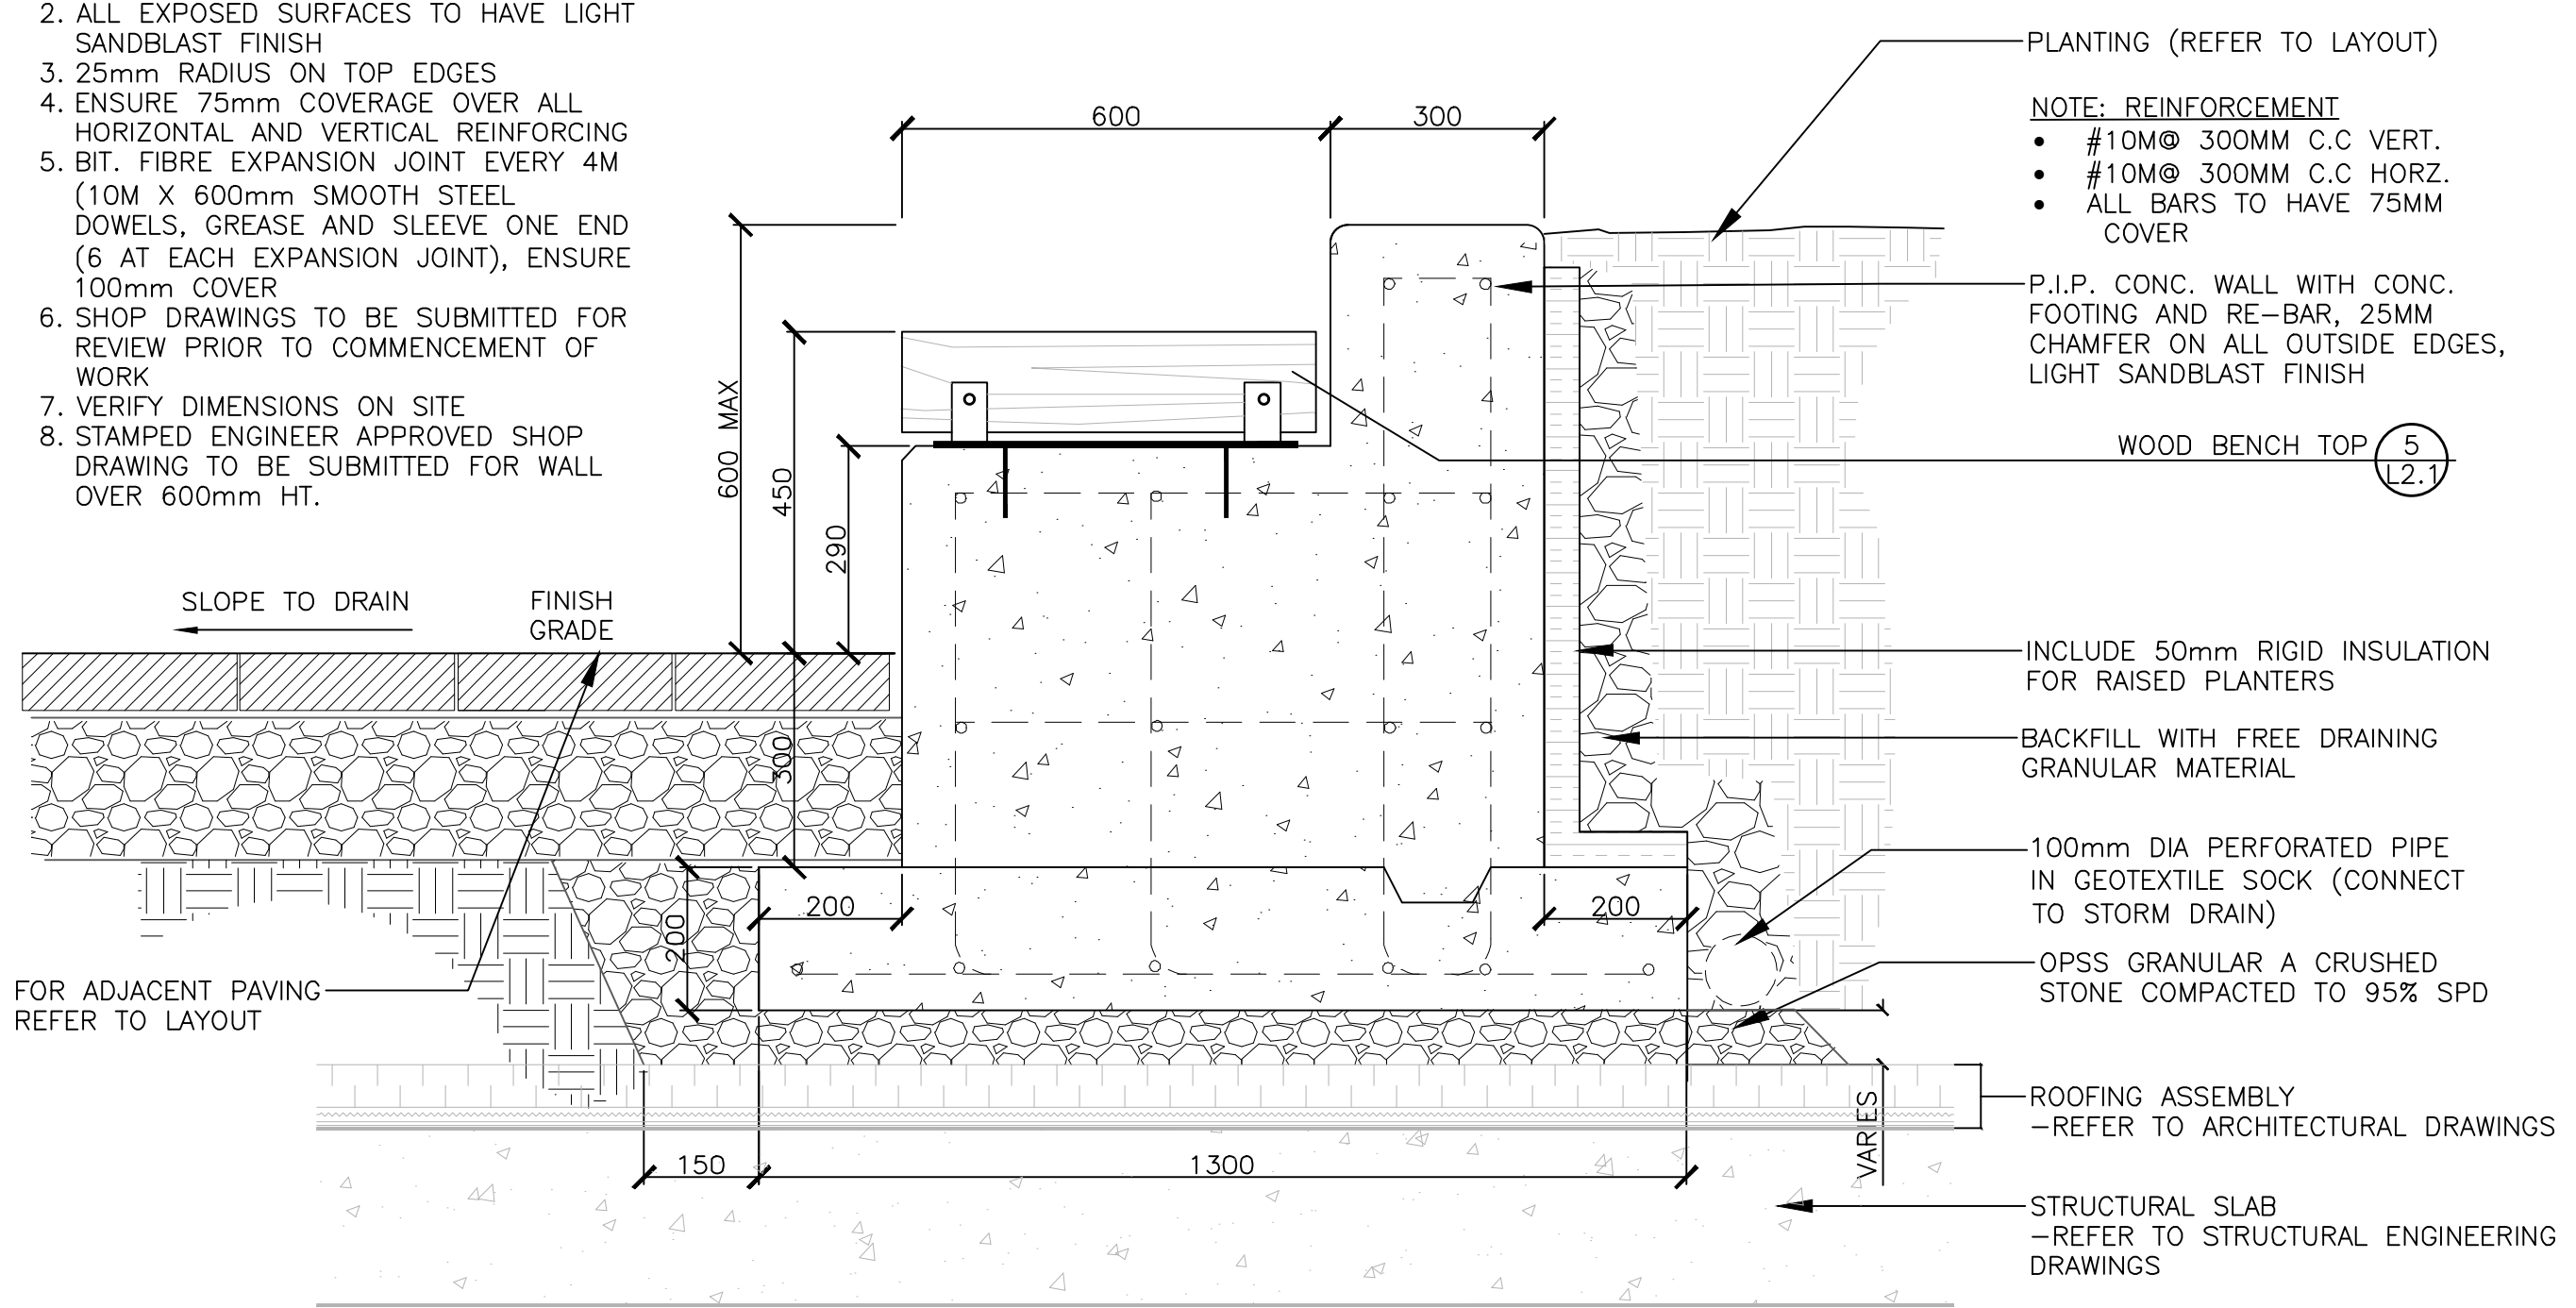 2. ALL EXPOSED SURFACES TO HAVE LIGHT
SANDBLAST FINISH
3. 25mm RADIUS ON TOP EDGES
4. ENSURE 75mm COVERAGE OVER ALL
HORIZONTAL AND VERTICAL REINFORCING
5. BIT. FIBRE EXPANSION JOINT EVERY 4M
(10M X 600mm SMOOTH STEEL
DOWELS, GREASE AND SLEEVE ONE END
(6 AT EACH EXPANSION JOINT), ENSURE
100mm COVER
6. SHOP DRAWINGS TO BE SUBMITTED FOR
REVIEW PRIOR TO COMMENCEMENT OF
WORK
7. VERIFY DIMENSIONS ON SITE
8. STAMPED ENGINEER APPROVED SHOP
DRAWING TO BE SUBMITTED FOR WALL
OVER 600mm HT.
SLOPE TO DRAIN
FINISH
GRADE
FOR ADJACENT PAVING
REFER TO LAYOUT
600
300
600 MAX
450
290
300
200
200
200
150
1300
VARIES
PLANTING (REFER TO LAYOUT)
NOTE: REINFORCEMENT
• #10M@ 300MM C.C VERT.
• #10M@ 300MM C.C HORZ.
• ALL BARS TO HAVE 75MM
COVER
P.I.P. CONC. WALL WITH CONC.
FOOTING AND RE-BAR, 25MM
CHAMFER ON ALL OUTSIDE EDGES,
LIGHT SANDBLAST FINISH
WOOD BENCH TOP
5
L2.1
INCLUDE 50mm RIGID INSULATION
FOR RAISED PLANTERS
BACKFILL WITH FREE DRAINING
GRANULAR MATERIAL
100mm DIA PERFORATED PIPE
IN GEOTEXTILE SOCK (CONNECT
TO STORM DRAIN)
OPSS GRANULAR A CRUSHED
STONE COMPACTED TO 95% SPD
ROOFING ASSEMBLY
-REFER TO ARCHITECTURAL DRAWINGS
STRUCTURAL SLAB
-REFER TO STRUCTURAL ENGINEERING
DRAWINGS